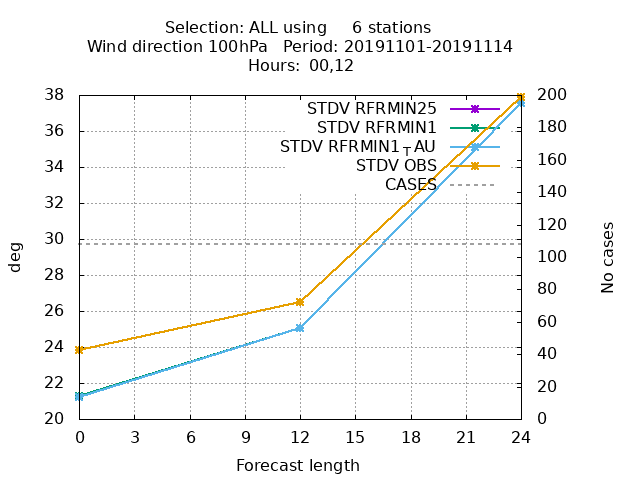 Selection: ALL using     6 stations
Wind direction 100hPa   Period: 20191101-20191114
Hours: 00,12
STDV RFRMIN25
STDV RFRMIN1
STDV RFRMIN1┬AU
STDV OBS
CASES
38
36
34
32
30
28
26
24
22
20
200
180
160
140
120
100
80
60
40
20
0
deg
No cases
0 3 6 9 12 15 18 21 24
Forecast length